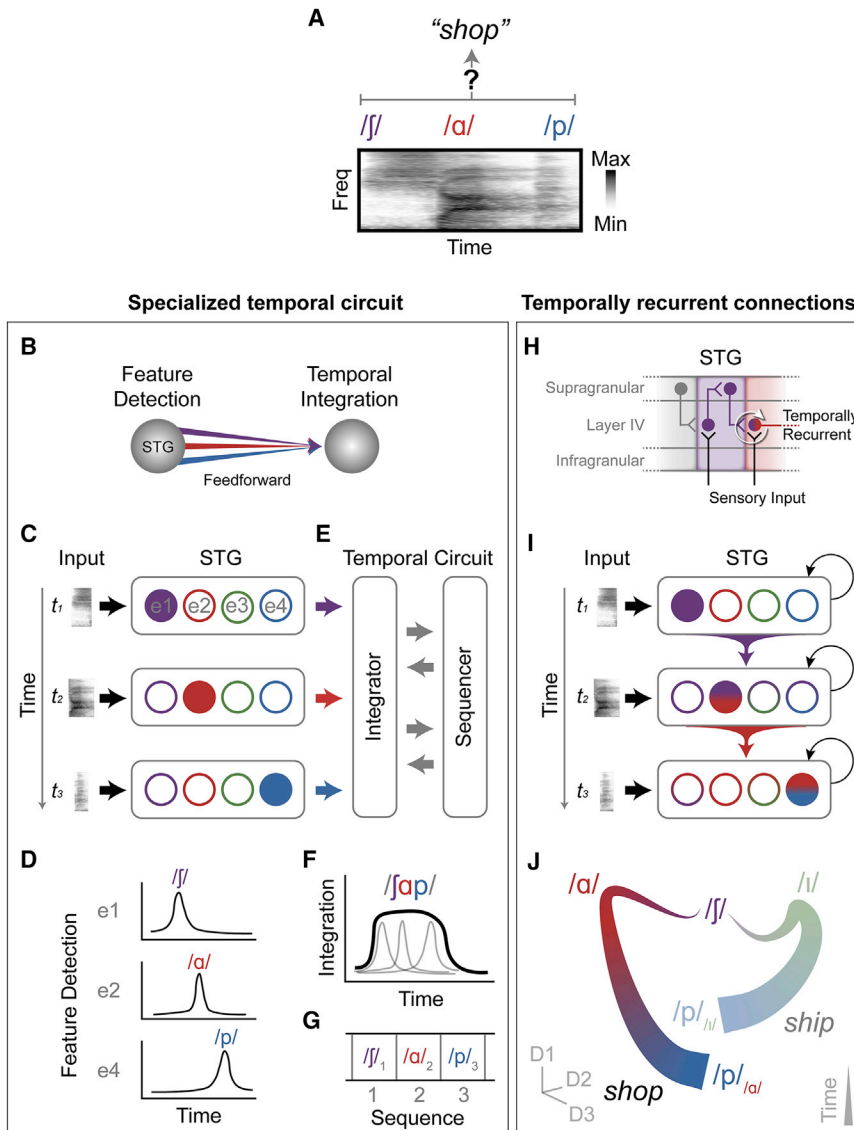 A
"shop"
?
/ʃ/ /ɑ/ /p/
Freq
Time
Max
Min
Specialized temporal circuit
B
Feature Detection
Temporal Integration
STG
Feedforward
C
Input STG
Time
t1
e1 e2 e3 e4
t2
t3
E
Temporal Circuit
Integrator
Sequencer
D
Feature Detection
e1
/ʃ/
e2
/ɑ/
e4
/p/
Time
F
/ʃɑp/
Integration
Time
G
/ʃ/1 /ɑ/2 /p/3
1 2 3
Sequence
Temporally recurrent connections
H
STG
Supragranular
Layer IV
Infragranular
Temporally Recurrent
Sensory Input
I
Input STG
Time
t1
t2
t3
J
/ɑ/ /ʃ/ /ɪ/
/p/ /ɪ/
ship
/p/ /ɑ/
shop
D1
D2
D3
Time